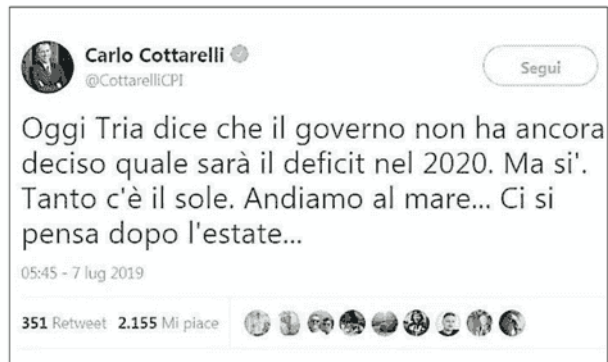 Carlo Cottarelli
@CottarelliCPI
Segui
Oggi Tria dice che il governo non ha ancora
deciso quale sarà il deficit nel 2020. Ma si'.
Tanto c'è il sole. Andiamo al mare... Ci si
pensa dopo l'estate...
05:45 - 7 lug 2019
351 Retweet 2.155 Mi piace